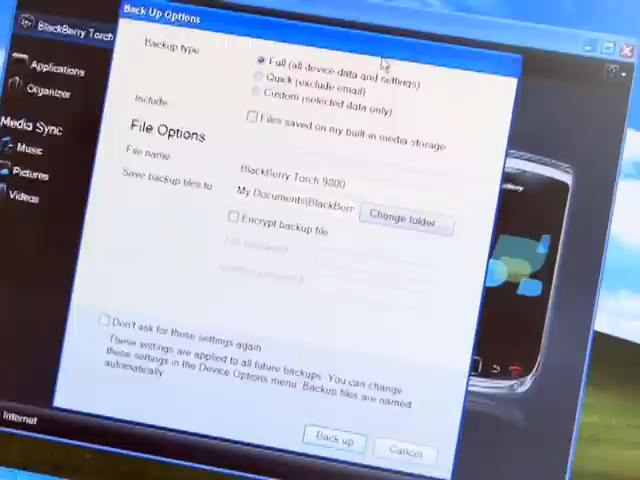 Back Up Options
BlackBerry Torch
Applications
Organizer
Media Sync
Music
Pictures
Videos
Internet
Backup type
Full (all device data and settings)
Quick (exclude email)
Custom (selected data only)
Include:
Files saved on my built-in media storage
File Options
File name
BlackBerry Torch 9800
Save backup files to
My Documents\BlackBerr
Change folder...
Encrypt backup file
File password:
Confirm password:
Don't ask for these settings again
These settings are applied to all future backups. You can change
these settings in the Device Options menu. Backup files are named
automatically.
Back up
Cancel